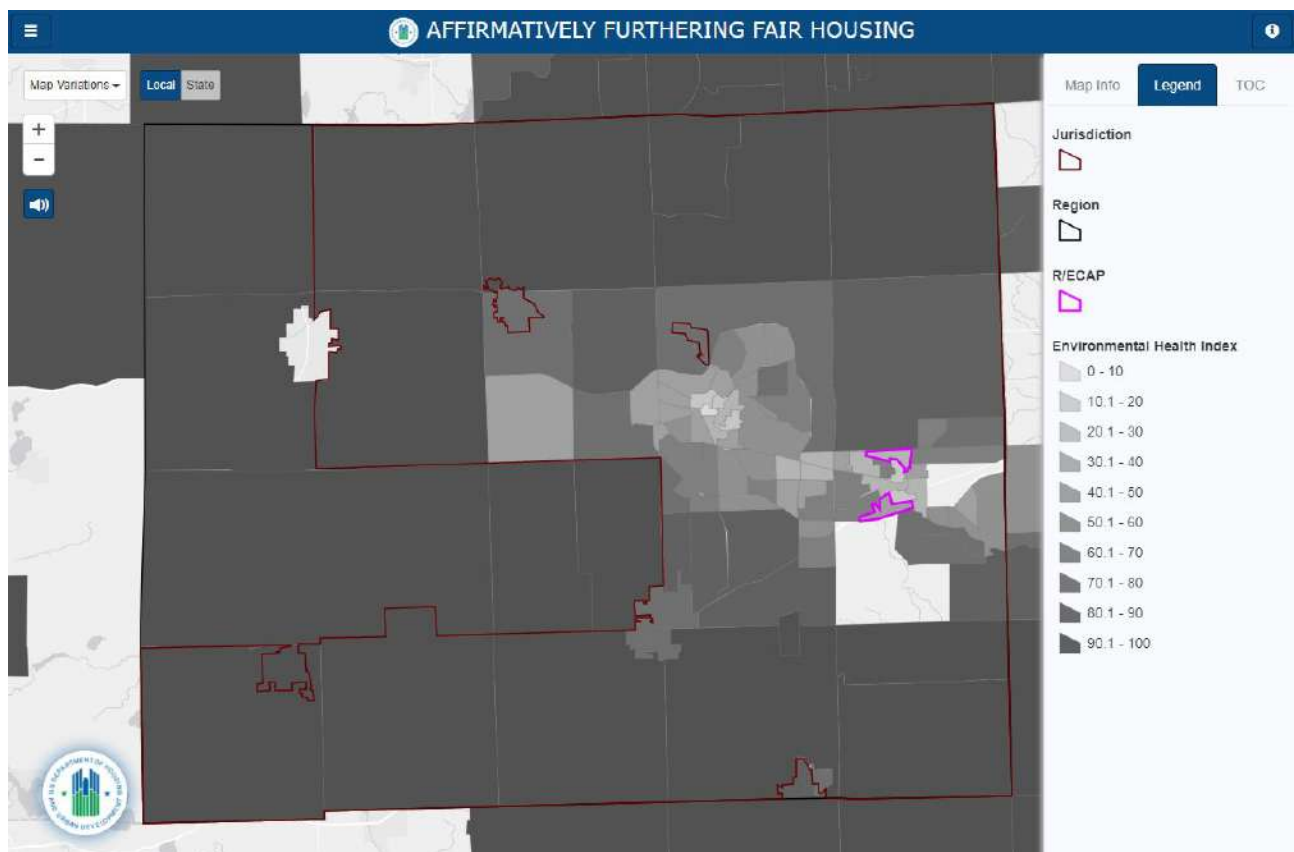 AFFIRMATIVELY FURTHERING FAIR HOUSING
Map Variations
Local State
+
−
Map Info Legend TOC
Jurisdiction
Region
R/ECAP
Environmental Health Index
0 - 10
10.1 - 20
20.1 - 30
30.1 - 40
40.1 - 50
50.1 - 60
60.1 - 70
70.1 - 80
80.1 - 90
90.1 - 100